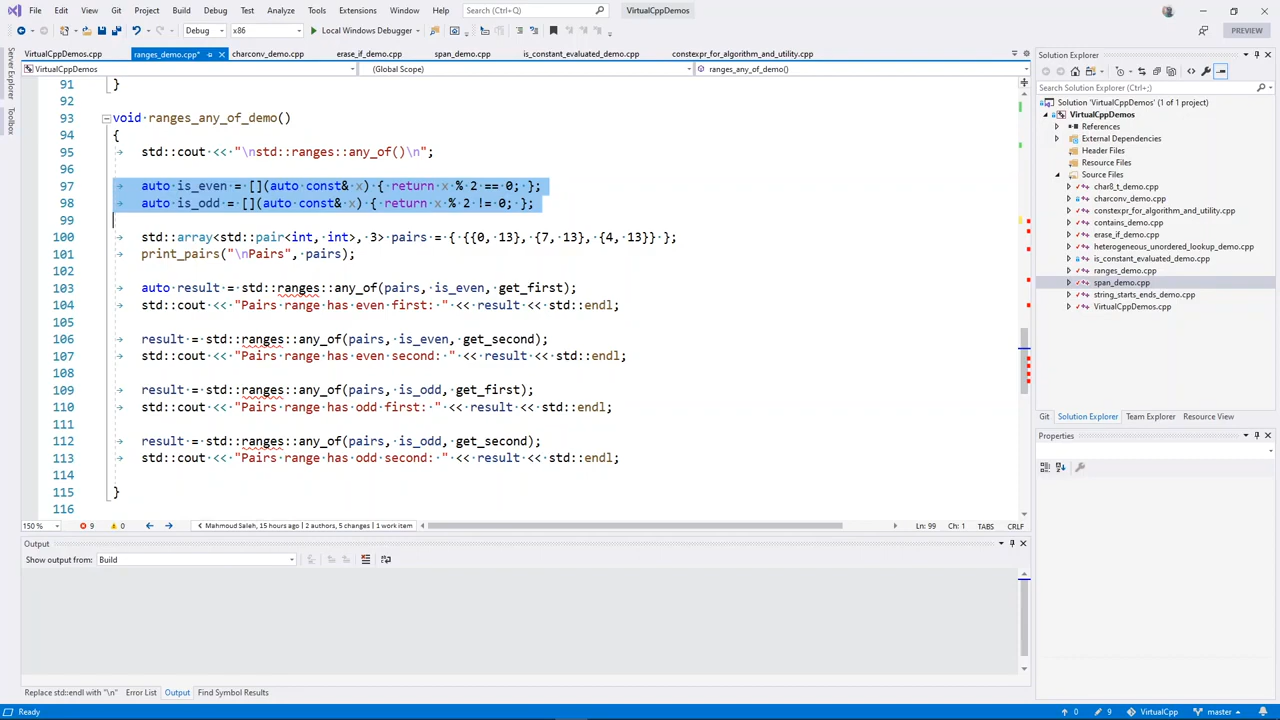 File Edit View Git Project Build Debug Test Analyze Tools Extensions Window Help Search (Ctrl+Q) VirtualCppDemos
Debug x86 Local Windows Debugger PREVIEW
VirtualCppDemos.cpp ranges_demo.cpp* charconv_demo.cpp erase_if_demo.cpp span_demo.cpp is_constant_evaluated_demo.cpp constexpr_for_algorithm_and_utility.cpp
VirtualCppDemos (Global Scope) ranges_any_of_demo()
Server Explorer
Toolbox
91 }
92
93 void ranges_any_of_demo()
94 {
95 std::cout << "\nstd::ranges::any_of()\n";
96
97 auto is_even = [](auto const& x) { return x % 2 == 0; };
98 auto is_odd = [](auto const& x) { return x % 2 != 0; };
99
100 std::array<std::pair<int, int>, 3> pairs = { {{0, 13}, {7, 13}, {4, 13}} };
101 print_pairs("\nPairs", pairs);
102
103 auto result = std::ranges::any_of(pairs, is_even, get_first);
104 std::cout << "Pairs range has even first: " << result << std::endl;
105
106 result = std::ranges::any_of(pairs, is_even, get_second);
107 std::cout << "Pairs range has even second: " << result << std::endl;
108
109 result = std::ranges::any_of(pairs, is_odd, get_first);
110 std::cout << "Pairs range has odd first: " << result << std::endl;
111
112 result = std::ranges::any_of(pairs, is_odd, get_second);
113 std::cout << "Pairs range has odd second: " << result << std::endl;
114
115 }
116
150 % 9 0 Mahmoud Saleh, 15 hours ago | 2 authors, 5 changes | 1 work item Ln: 99 Ch: 1 TABS CRLF
Output
Show output from: Build
Replace std::endl with "\n" Error List Output Find Symbol Results
Solution Explorer
Search Solution Explorer (Ctrl+;)
Solution 'VirtualCppDemos' (1 of 1 project)
VirtualCppDemos
References
External Dependencies
Header Files
Resource Files
Source Files
char8_t_demo.cpp
charconv_demo.cpp
constexpr_for_algorithm_and_utility.cpp
contains_demo.cpp
erase_if_demo.cpp
heterogeneous_unordered_lookup_demo.cpp
is_constant_evaluated_demo.cpp
ranges_demo.cpp
span_demo.cpp
string_starts_ends_demo.cpp
VirtualCppDemos.cpp
Git Solution Explorer Team Explorer Resource View
Properties
Ready 0 9 VirtualCpp master